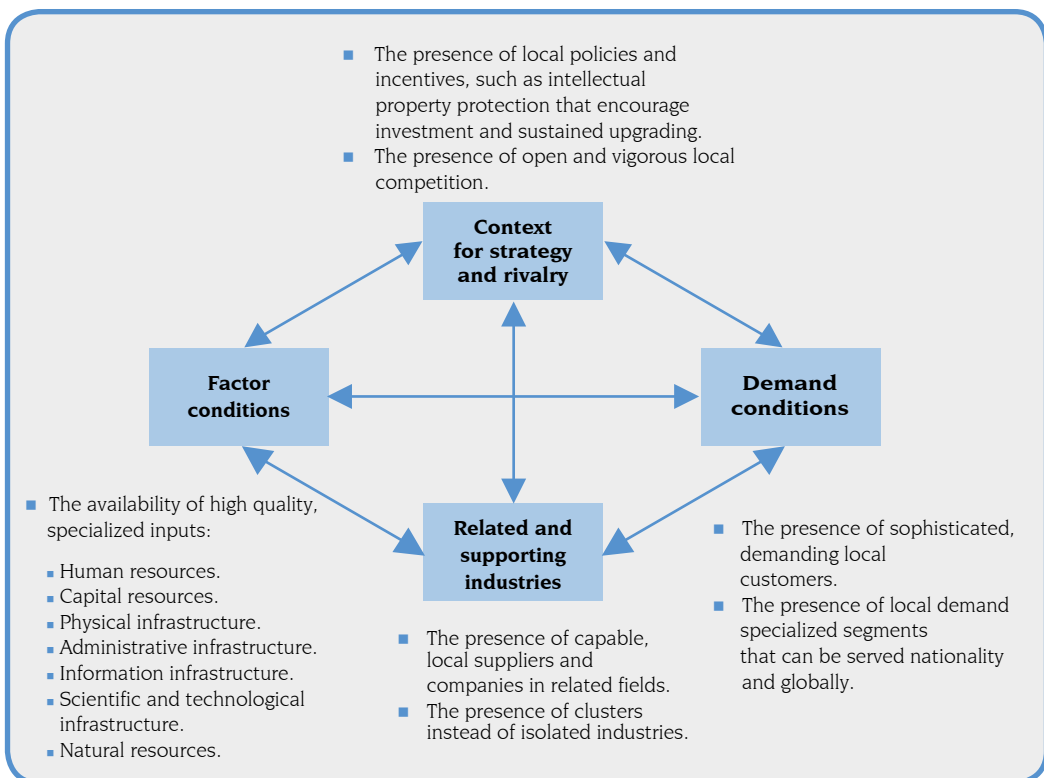 The presence of local policies and
incentives, such as intellectual
property protection that encourage
investment and sustained upgrading.
The presence of open and vigorous local
competition.
Context
for strategy
and rivalry
Factor
conditions
Demand
conditions
Related and
supporting
industries
The availability of high quality,
specialized inputs:
Human resources.
Capital resources.
Physical infrastructure.
Administrative infrastructure.
Information infrastructure.
Scientific and technological
infrastructure.
Natural resources.
The presence of capable,
local suppliers and
companies in related fields.
The presence of clusters
instead of isolated industries.
The presence of sophisticated,
demanding local
customers.
The presence of local demand
specialized segments
that can be served nationality
and globally.